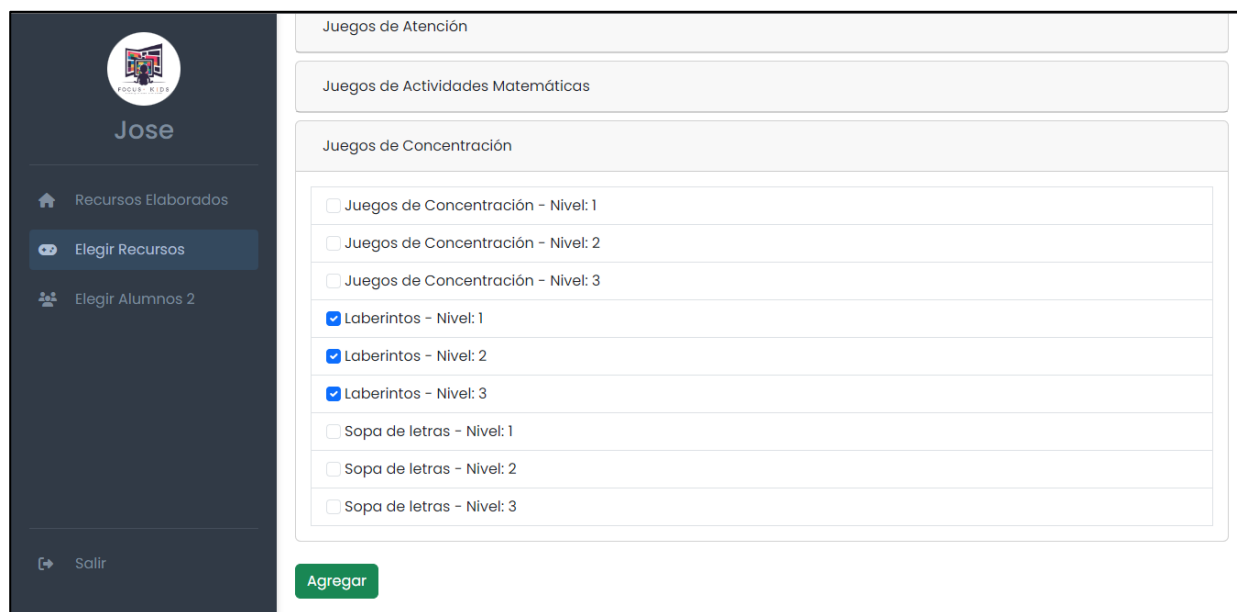 FOCUS- KIDS
Jose
Recursos Elaborados
Elegir Recursos
Elegir Alumnos 2
Salir
Juegos de Atención
Juegos de Actividades Matemáticas
Juegos de Concentración
Juegos de Concentración - Nivel: 1
Juegos de Concentración - Nivel: 2
Juegos de Concentración - Nivel: 3
Laberintos - Nivel: 1
Laberintos - Nivel: 2
Laberintos - Nivel: 3
Sopa de letras - Nivel: 1
Sopa de letras - Nivel: 2
Sopa de letras - Nivel: 3
Agregar